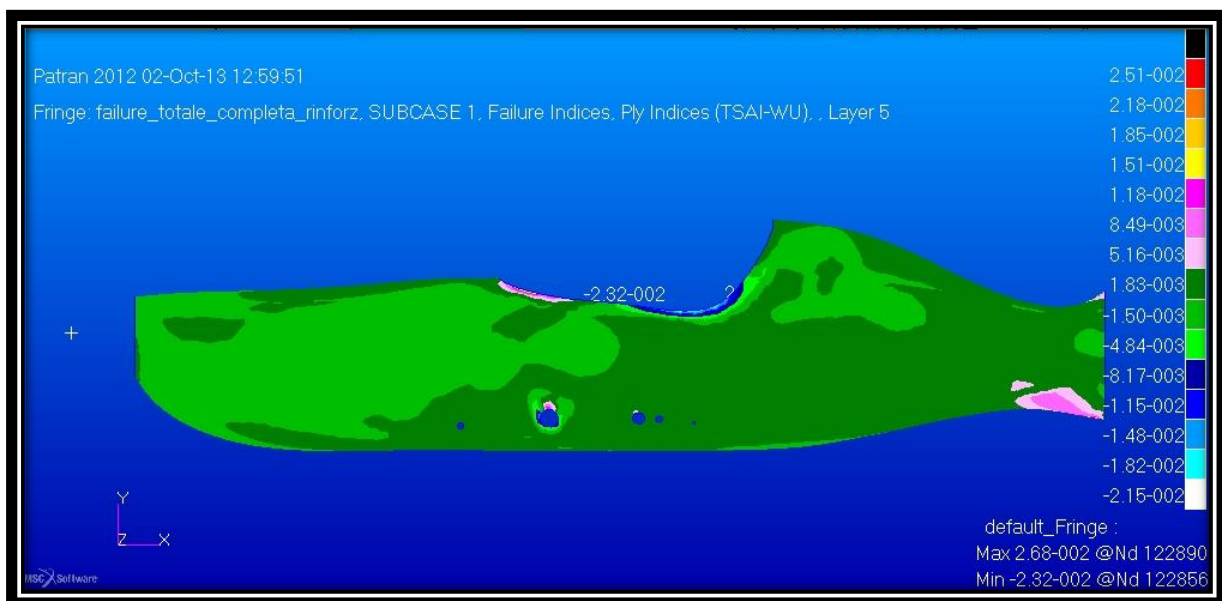 Patran 2012 02-Oct-13 12:59:51
Fringe: failure_totale_completa_rinforz, SUBCASE 1, Failure Indices, Ply Indices (TSAI-WU), , Layer 5
2.51-002
2.18-002
1.85-002
1.51-002
1.18-002
8.49-003
5.16-003
1.83-003
-1.50-003
-4.84-003
-8.17-003
-1.15-002
-1.48-002
-1.82-002
-2.15-002
-2.32-002 2
Y
Z X
default_Fringe :
Max 2.68-002 @Nd 122890
Min -2.32-002 @Nd 122856
MSC Software